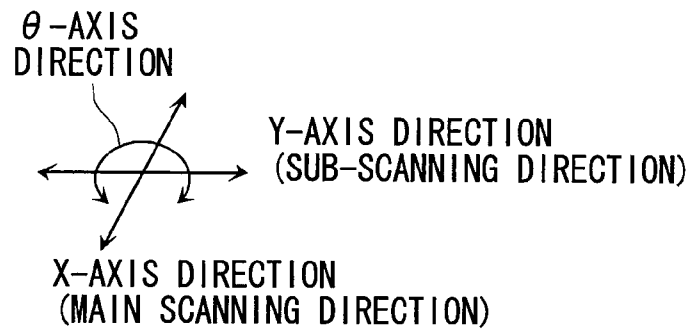 θ-AXIS
DIRECTION
Y-AXIS DIRECTION
(SUB-SCANNING DIRECTION)
X-AXIS DIRECTION
(MAIN SCANNING DIRECTION)